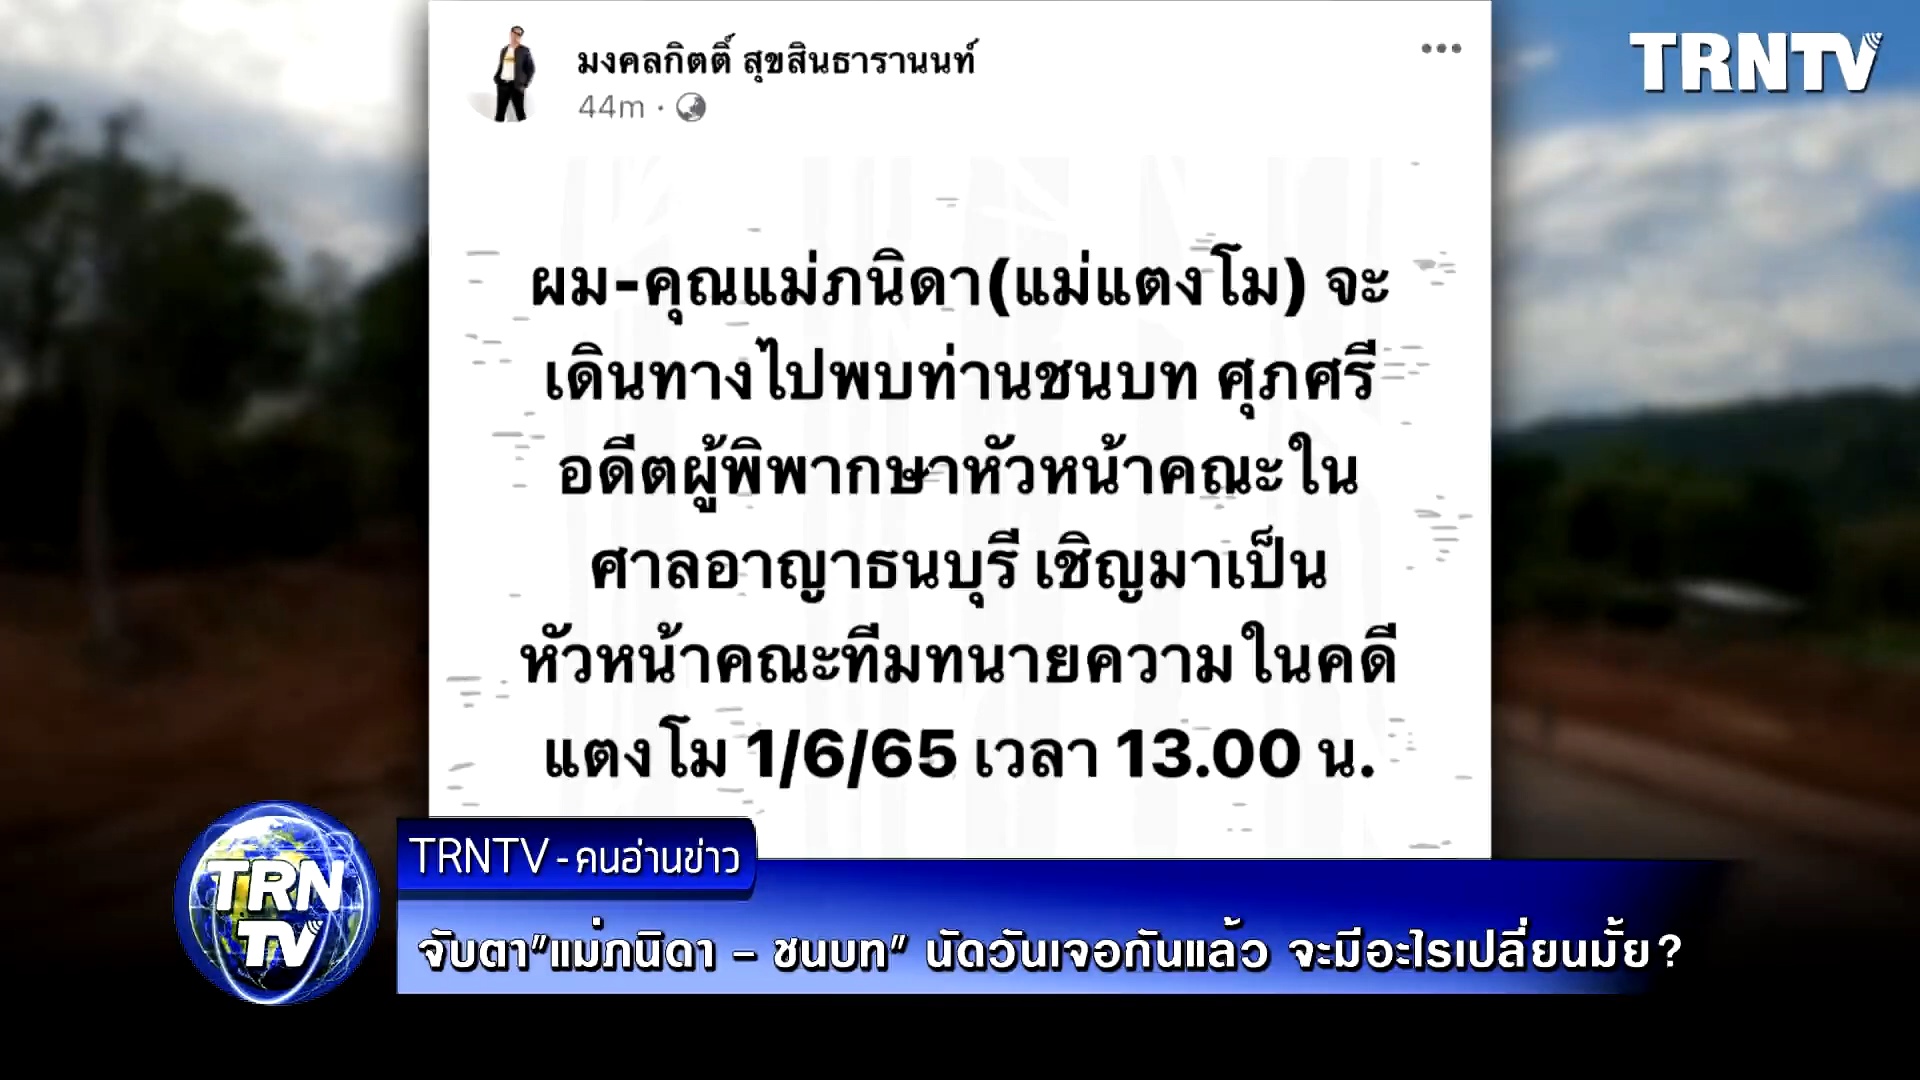 มงคลกิตติ์ สุขสินธารานนท์
44m
TRNTV
ผม-คุณแม่ภนิดา(แม่แตงโม) จะ
เดินทางไปพบท่านชนบท ศุภศรี
อดีตผู้พิพากษาหัวหน้าคณะใน
ศาลอาญาธนบุรี เชิญมาเป็น
หัวหน้าคณะทีมทนายความในคดี
แตงโม 1/6/65 เวลา 13.00 น.
TRNTV - คนอ่านข่าว
TRN
TV
จับตา"แม่ภนิดา – ชนบท" นัดวันเจอกันแล้ว จะมีอะไรเปลี่ยนมั้ย?